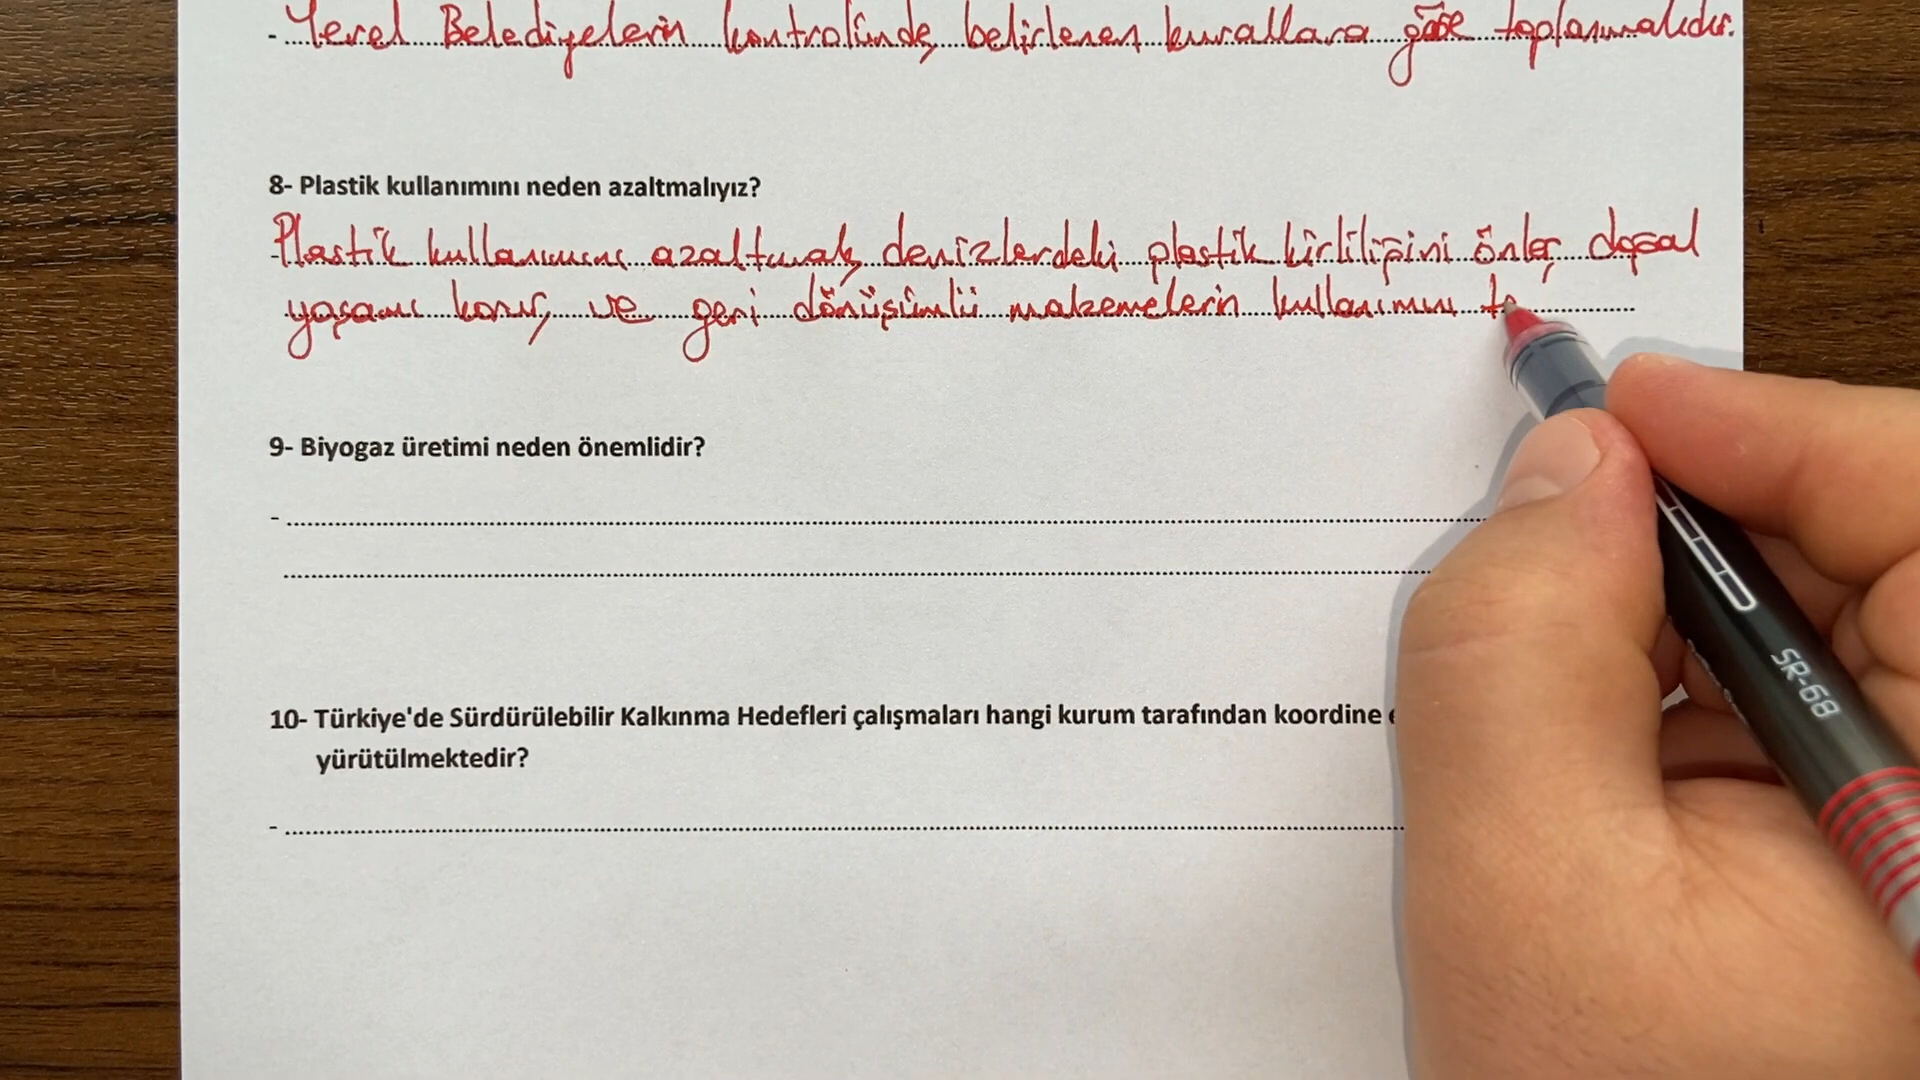 - Yerel Belediyelerin kontrolünde, belirlenen kurallara göre toplanmalıdır.
8- Plastik kullanımını neden azaltmalıyız?
- Plastik kullanımını azaltmak, denizlerdeki plastik kirliliğini önler, doğal
yaşamı korur, ve geri dönüşümlü malzemelerin kullanımını
9- Biyogaz üretimi neden önemlidir?
10- Türkiye'de Sürdürülebilir Kalkınma Hedefleri çalışmaları hangi kurum tarafından koordine
yürütülmektedir?
SR-68